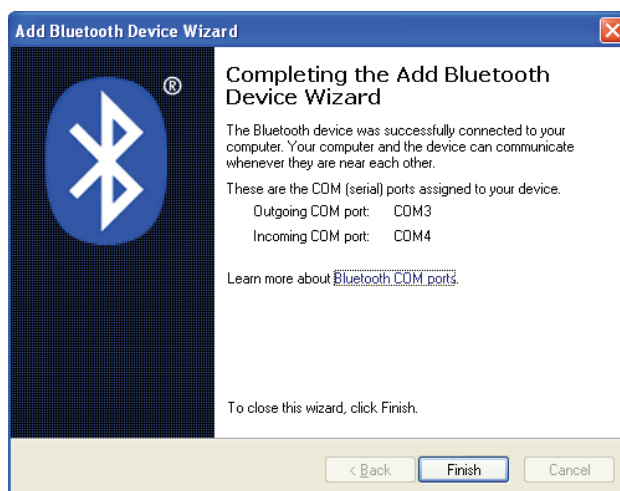 Add Bluetooth Device Wizard
®
Completing the Add Bluetooth
Device Wizard
The Bluetooth device was successfully connected to your
computer. Your computer and the device can communicate
whenever they are near each other.
These are the COM (serial) ports assigned to your device.
Outgoing COM port: COM3
Incoming COM port: COM4
Learn more about Bluetooth COM ports.
To close this wizard, click Finish.
< Back Finish Cancel